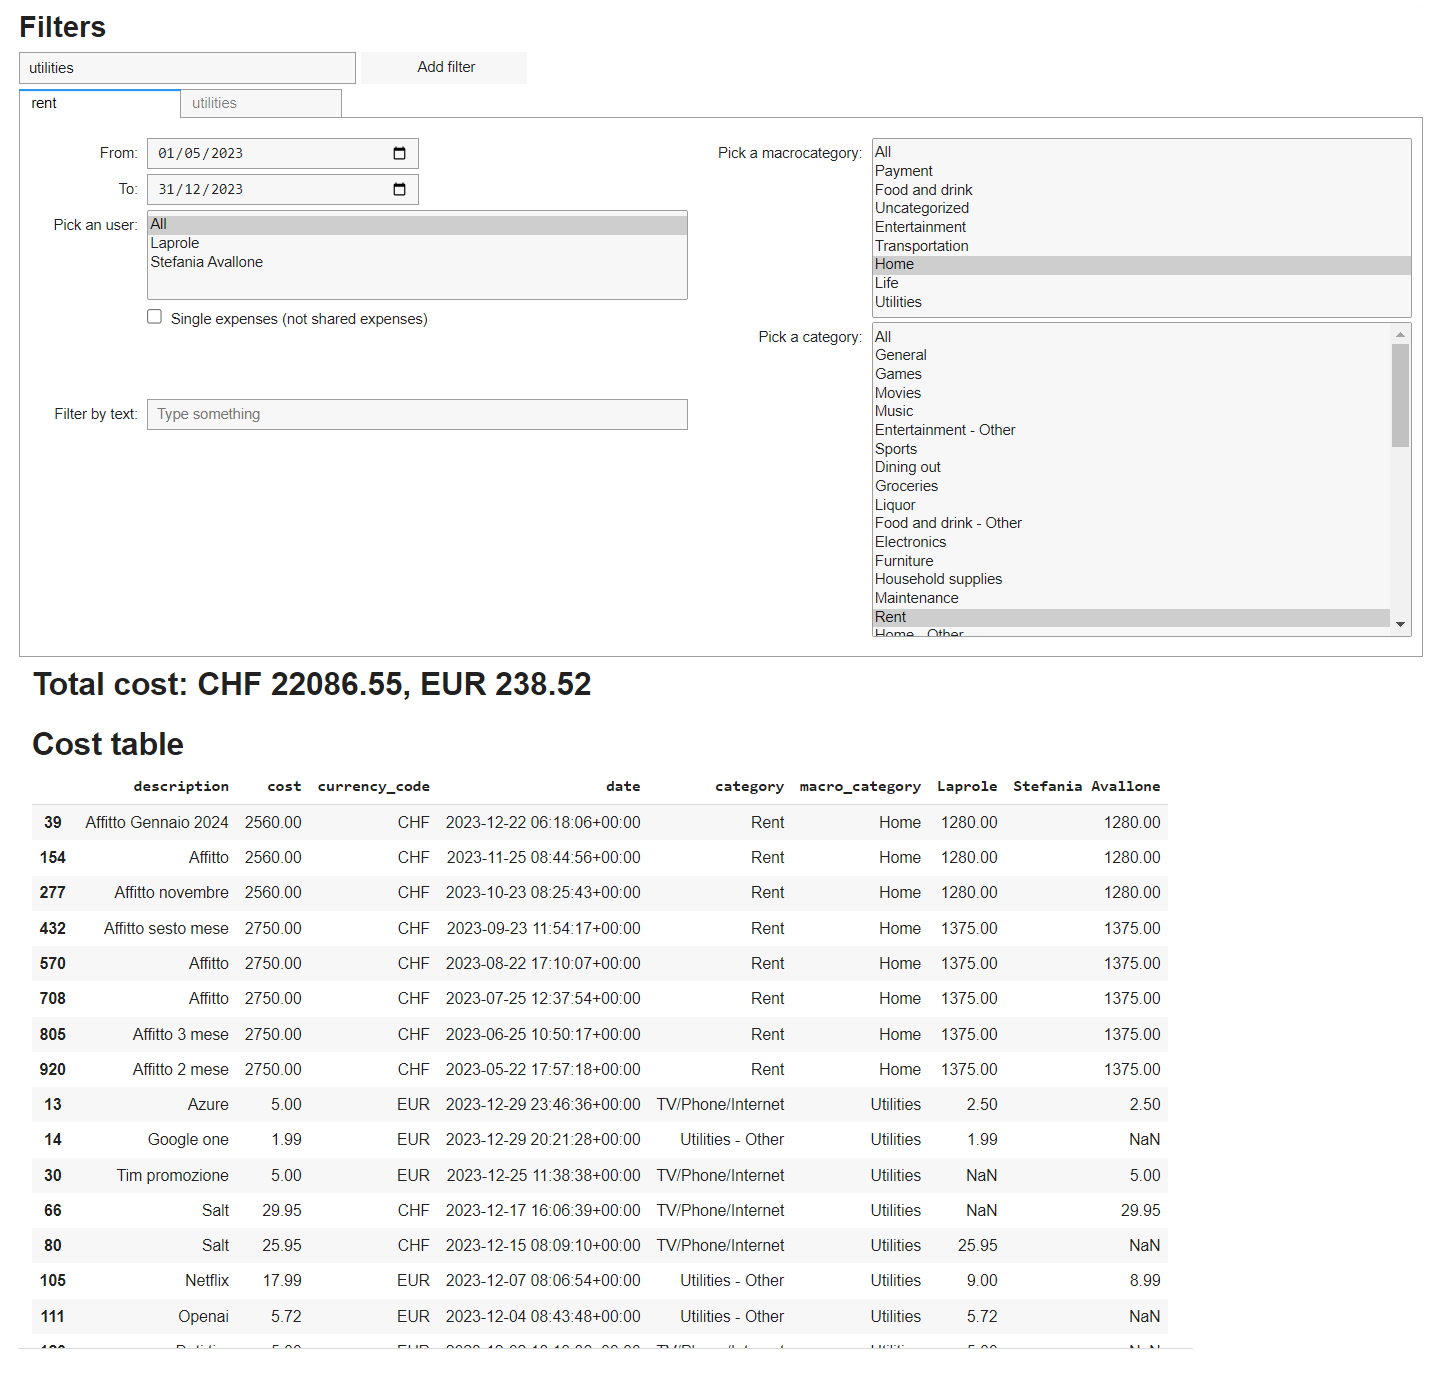 Filters
utilities
Add filter
rent utilities
From: 01/05/2023
To: 31/12/2023
Pick an user: All
Laprole
Stefania Avallone
Single expenses (not shared expenses)
Filter by text: Type something
Pick a macrocategory: All
Payment
Food and drink
Uncategorized
Entertainment
Transportation
Home
Life
Utilities
Pick a category: All
General
Games
Movies
Music
Entertainment - Other
Sports
Dining out
Groceries
Liquor
Food and drink - Other
Electronics
Furniture
Household supplies
Maintenance
Rent
Home - Other
Total cost: CHF 22086.55, EUR 238.52
Cost table
description cost currency_code date category macro_category Laprole Stefania Avallone
39 Affitto Gennaio 2024 2560.00 CHF 2023-12-22 06:18:06+00:00 Rent Home 1280.00 1280.00
154 Affitto 2560.00 CHF 2023-11-25 08:44:56+00:00 Rent Home 1280.00 1280.00
277 Affitto novembre 2560.00 CHF 2023-10-23 08:25:43+00:00 Rent Home 1280.00 1280.00
432 Affitto sesto mese 2750.00 CHF 2023-09-23 11:54:17+00:00 Rent Home 1375.00 1375.00
570 Affitto 2750.00 CHF 2023-08-22 17:10:07+00:00 Rent Home 1375.00 1375.00
708 Affitto 2750.00 CHF 2023-07-25 12:37:54+00:00 Rent Home 1375.00 1375.00
805 Affitto 3 mese 2750.00 CHF 2023-06-25 10:50:17+00:00 Rent Home 1375.00 1375.00
920 Affitto 2 mese 2750.00 CHF 2023-05-22 17:57:18+00:00 Rent Home 1375.00 1375.00
13 Azure 5.00 EUR 2023-12-29 23:46:36+00:00 TV/Phone/Internet Utilities 2.50 2.50
14 Google one 1.99 EUR 2023-12-29 20:21:28+00:00 Utilities - Other Utilities 1.99 NaN
30 Tim promozione 5.00 EUR 2023-12-25 11:38:38+00:00 TV/Phone/Internet Utilities NaN 5.00
66 Salt 29.95 CHF 2023-12-17 16:06:39+00:00 TV/Phone/Internet Utilities NaN 29.95
80 Salt 25.95 CHF 2023-12-15 08:09:10+00:00 TV/Phone/Internet Utilities 25.95 NaN
105 Netflix 17.99 EUR 2023-12-07 08:06:54+00:00 Utilities - Other Utilities 9.00 8.99
111 Openai 5.72 EUR 2023-12-04 08:43:48+00:00 Utilities - Other Utilities 5.72 NaN